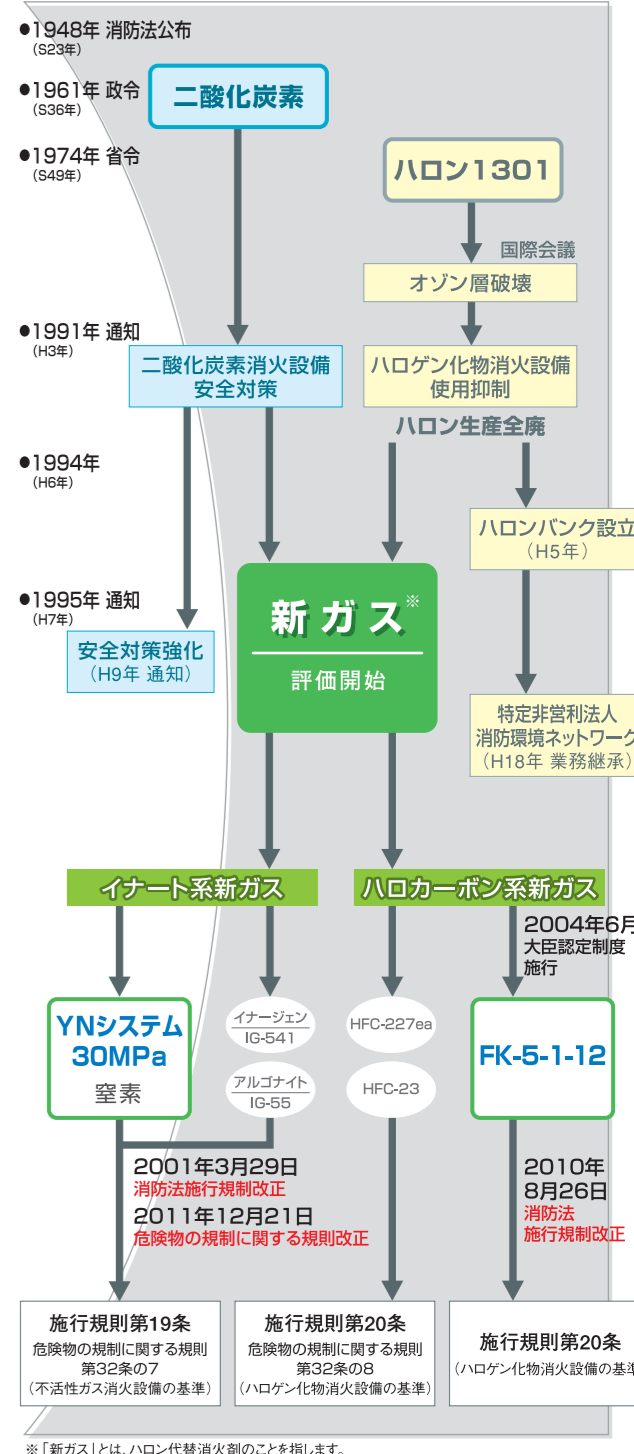 ●1948年 消防法公布
(S23年)
●1961年 政令
(S36年)
二酸化炭素
●1974年 省令
(S49年)
ハロン1301
国際会議
オゾン層破壊
●1991年 通知
(H3年)
二酸化炭素消火設備
安全対策
ハロゲン化物消火設備
使用抑制
ハロン生産全廃
●1994年
(H6年)
ハロンバンク設立
(H5年)
●1995年 通知
(H7年)
新ガス※
評価開始
安全対策強化
(H9年 通知)
特定非営利法人
消防環境ネットワーク
(H18年 業務継承)
イナート系新ガス
ハロカーボン系新ガス
2004年6月
大臣認定制度
施行
YNシステム
30MPa
窒素
イナージェン
IG-541
アルゴナイト
IG-55
HFC-227ea
HFC-23
FK-5-1-12
2001年3月29日
消防法施行規制改正
2011年12月21日
危険物の規制に関する規則改正
2010年
8月26日
消防法
施行規制改正
施行規則第19条
危険物の規制に関する規則
第32条の7
(不活性ガス消火設備の基準)
施行規則第20条
危険物の規制に関する規則
第32条の8
(ハロゲン化物消火設備の基準)
施行規則第20条
(ハロゲン化物消火設備の基準
※「新ガス」とは、ハロン代替消火剤のことを指します。